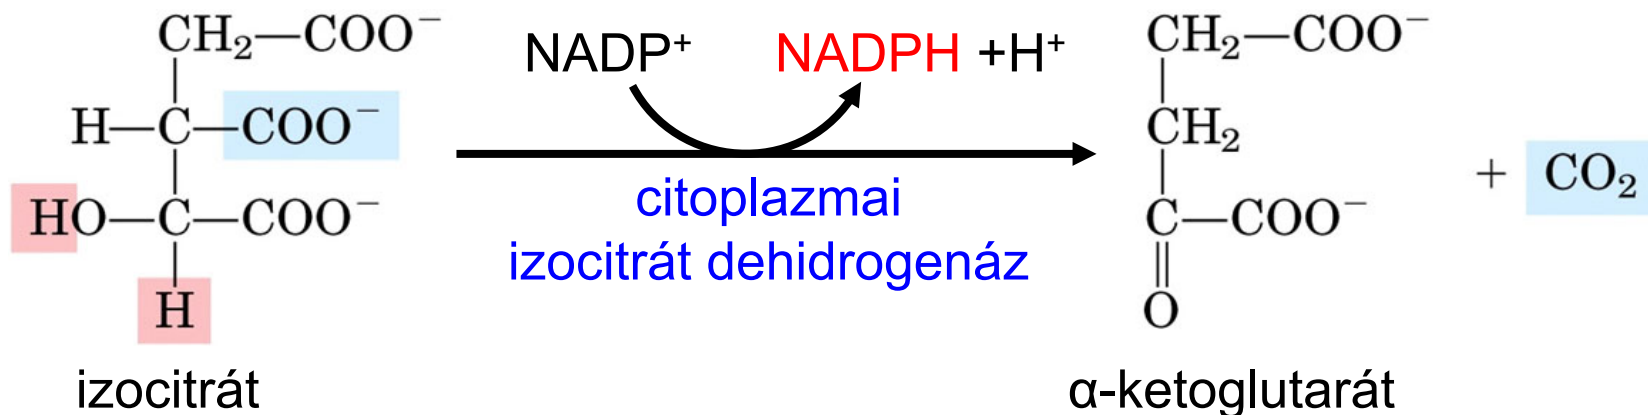 CH₂—COO⁻
H—C—COO⁻
HO—C—COO⁻
H
izocitrát
NADP⁺ NADPH +H⁺
citoplazmai
izocitrát dehidrogenáz
CH₂—COO⁻
CH₂
C—COO⁻
O
α-ketoglutarát
+ CO₂